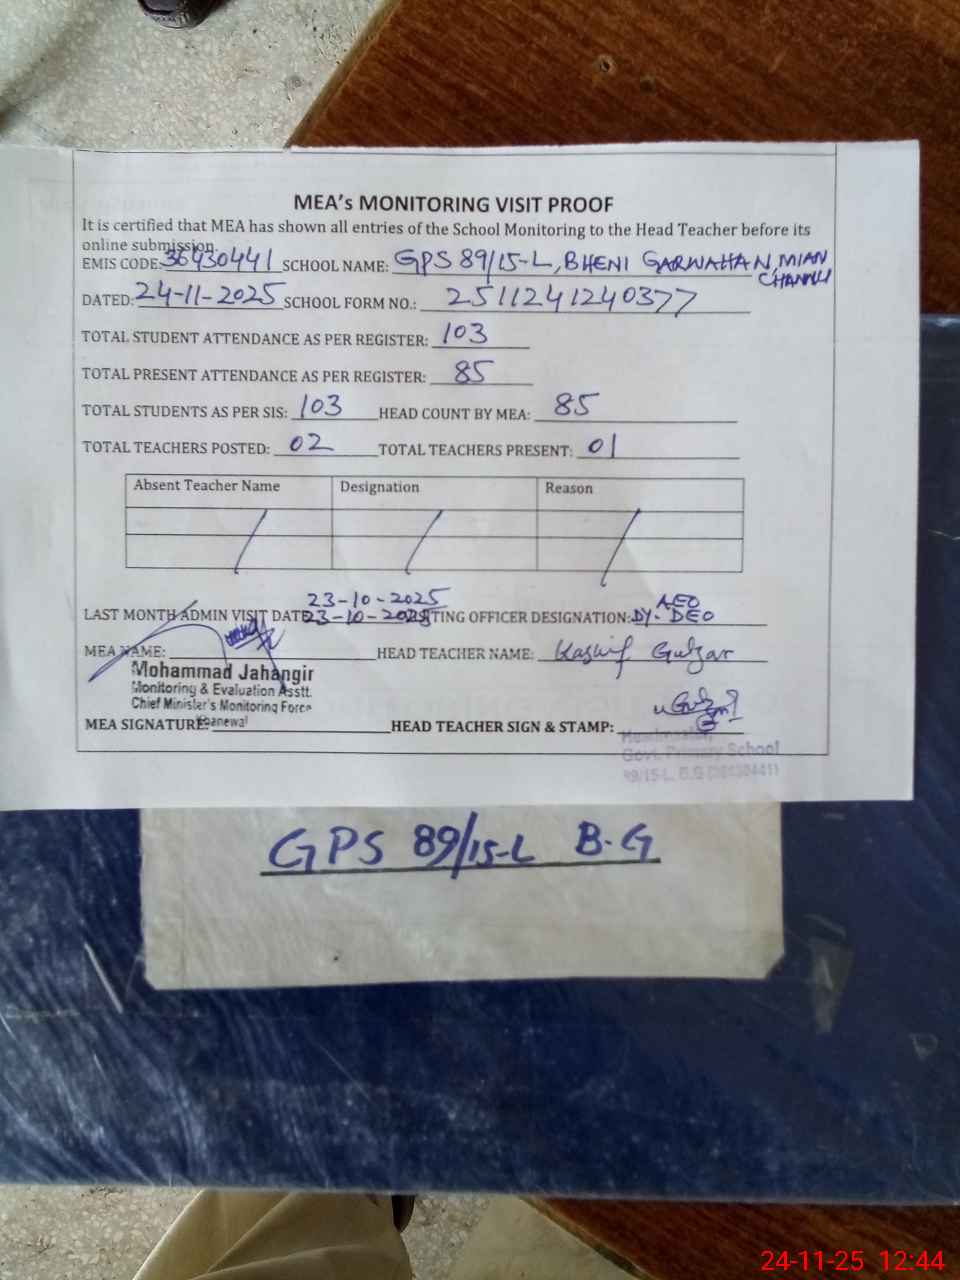 MEA's MONITORING VISIT PROOF
It is certified that MEA has shown all entries of the School Monitoring to the Head Teacher before its
online submission.
EMIS CODE: 36430441 SCHOOL NAME: GPS 89/15-L, BHENI GARWAHAN, MIAN
CHANNU
DATED: 24-11-2025 SCHOOL FORM NO.: 2511241240377
TOTAL STUDENT ATTENDANCE AS PER REGISTER: 103
TOTAL PRESENT ATTENDANCE AS PER REGISTER: 85
TOTAL STUDENTS AS PER SIS: 103 HEAD COUNT BY MEA: 85
TOTAL TEACHERS POSTED: 02 TOTAL TEACHERS PRESENT: 01
Absent Teacher Name Designation Reason
23-10-2025 AEO
LAST MONTH ADMIN VISIT DATE 23-10-2025 TING OFFICER DESIGNATION: DY. DEO
MEA NAME: HEAD TEACHER NAME: Kashif Gulzar
Mohammad Jahangir
Monitoring & Evaluation Asstt.
Chief Minister's Monitoring Force
Khanewal
MEA SIGNATURE: HEAD TEACHER SIGN & STAMP:
Govt. Primary School
89/15-L, B.G
GPS 89/15-L B-G
24-11-25 12:44